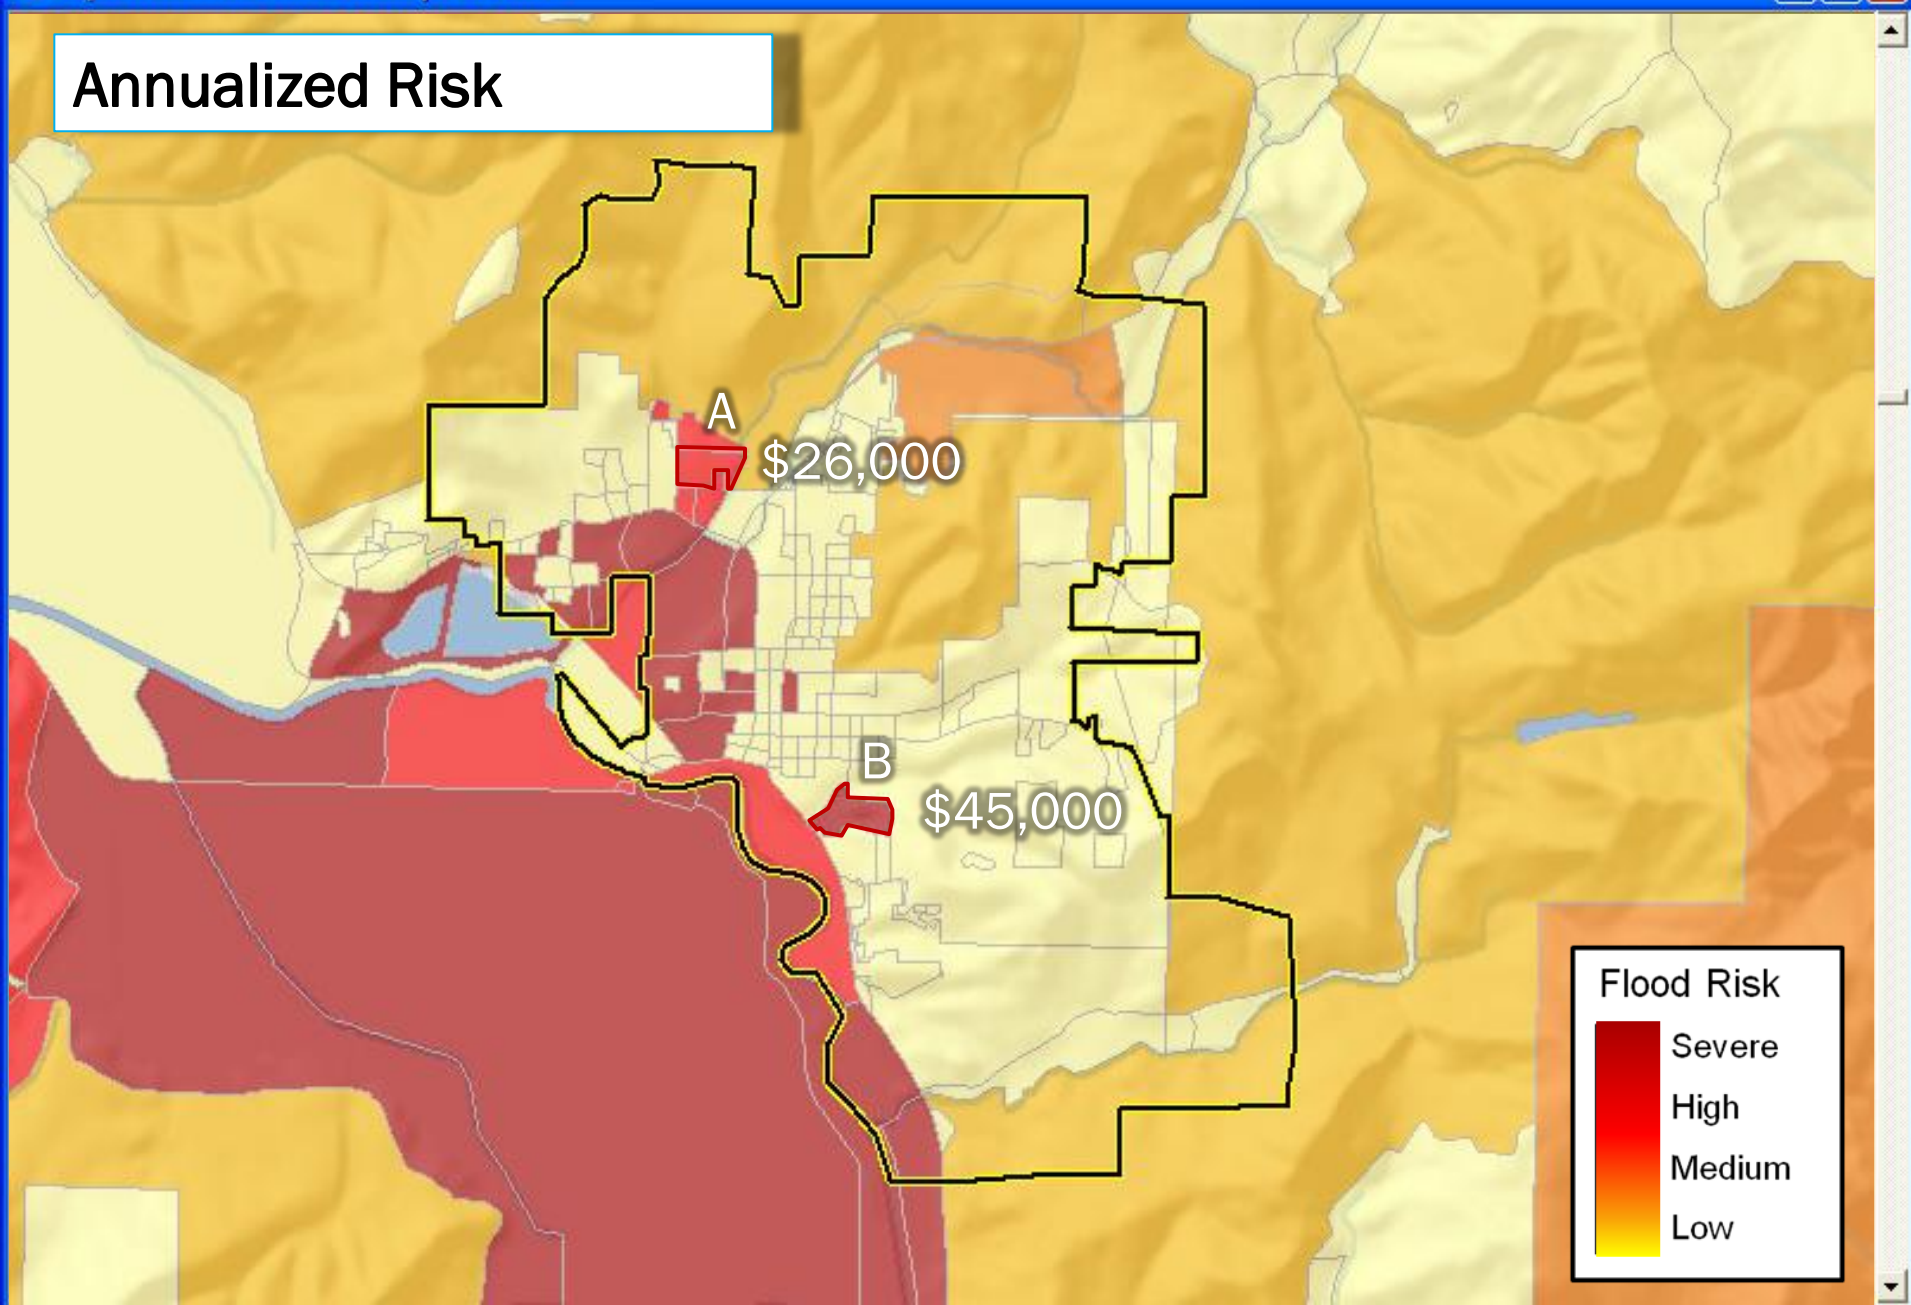 Annualized Risk
A
$26,000
B
$45,000
Flood Risk
Severe
High
Medium
Low